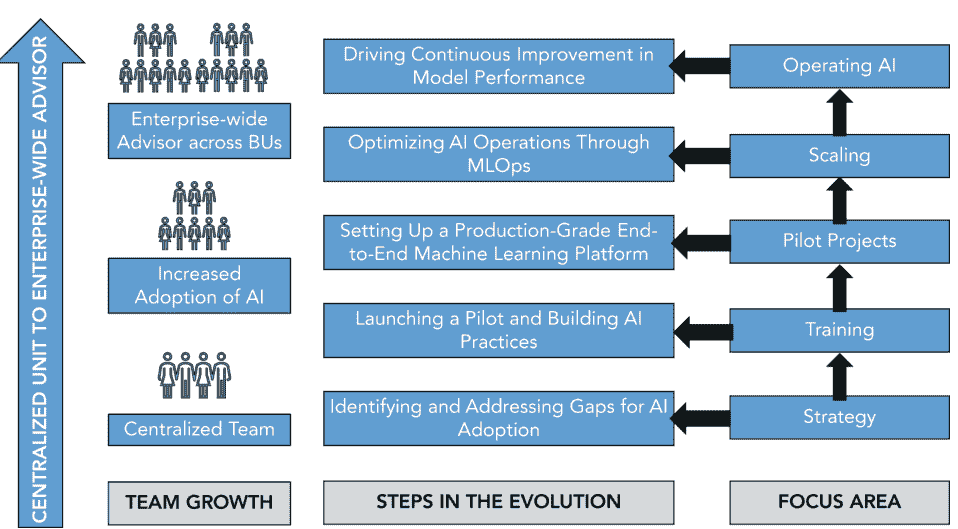 CENTRALIZED UNIT TO ENTERPRISE-WIDE ADVISOR
Enterprise-wide
Advisor across BUs
Increased
Adoption of AI
Centralized Team
TEAM GROWTH
Driving Continuous Improvement in
Model Performance
Optimizing AI Operations Through
MLOps
Setting Up a Production-Grade End-
to-End Machine Learning Platform
Launching a Pilot and Building AI
Practices
Identifying and Addressing Gaps for AI
Adoption
STEPS IN THE EVOLUTION
Operating AI
Scaling
Pilot Projects
Training
Strategy
FOCUS AREA